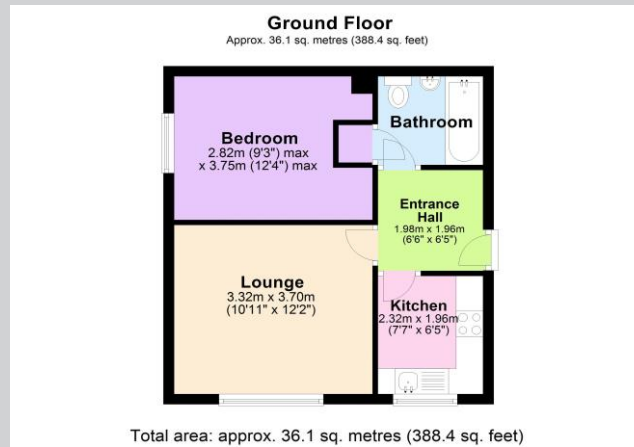 Ground Floor
Approx. 36.1 sq. metres (388.4 sq. feet)
Bedroom
2.82m (9'3") max
x 3.75m (12'4") max
Bathroom
Entrance
Hall
1.98m x 1.96m
(6'6" x 6'5")
Lounge
3.32m x 3.70m
(10'11" x 12'2")
Kitchen
2.32m x 1.96m
(7'7" x 6'5")
Total area: approx. 36.1 sq. metres (388.4 sq. feet)